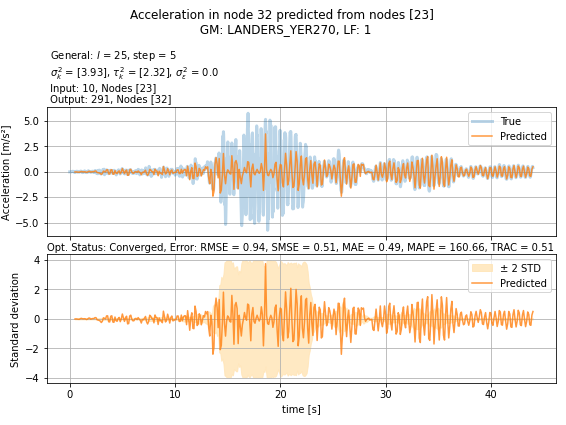 Acceleration in node 32 predicted from nodes [23]
GM: LANDERS_YER270, LF: 1
General: l = 25, step = 5
σ²ₖ = [3.93], τ²ₖ = [2.32], σ²ε = 0.0
Input: 10, Nodes [23]
Output: 291, Nodes [32]
Acceleration [m/s²]
5.0
2.5
0.0
−2.5
−5.0
True
Predicted
Opt. Status: Converged, Error: RMSE = 0.94, SMSE = 0.51, MAE = 0.49, MAPE = 160.66, TRAC = 0.51
Standard deviation
4
2
0
−2
−4
± 2 STD
Predicted
0 10 20 30 40
time [s]